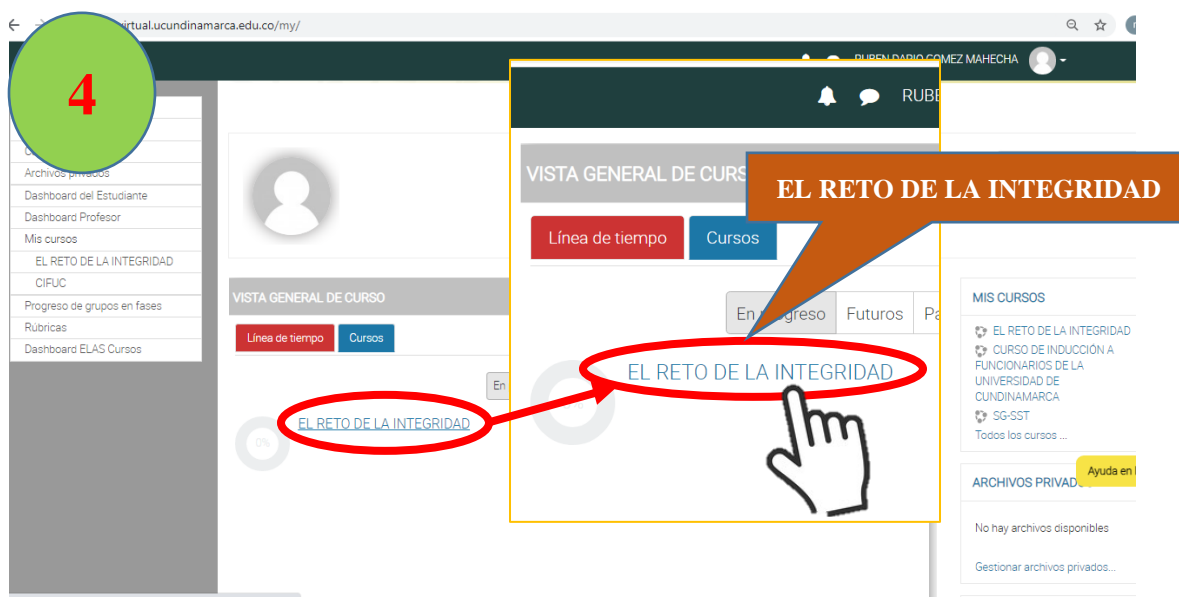 irtual.ucundinamarca.edu.co/my/
RUBEN DARIO GOMEZ MAHECHA
4
Archivos privados
Dashboard del Estudiante
Dashboard Profesor
Mis cursos
EL RETO DE LA INTEGRIDAD
CIFUC
Progreso de grupos en fases
Rúbricas
Dashboard ELAS Cursos
VISTA GENERAL DE CURSO
Línea de tiempo
Cursos
En
0%
EL RETO DE LA INTEGRIDAD
RUBE
VISTA GENERAL DE CURS
EL RETO DE LA INTEGRIDAD
Línea de tiempo
Cursos
En progreso
Futuros
Pa
EL RETO DE LA INTEGRIDAD
MIS CURSOS
EL RETO DE LA INTEGRIDAD
CURSO DE INDUCCIÓN A
FUNCIONARIOS DE LA
UNIVERSIDAD DE
CUNDINAMARCA
SG-SST
Todos los cursos ...
Ayuda en
ARCHIVOS PRIVAD
No hay archivos disponibles
Gestionar archivos privados...